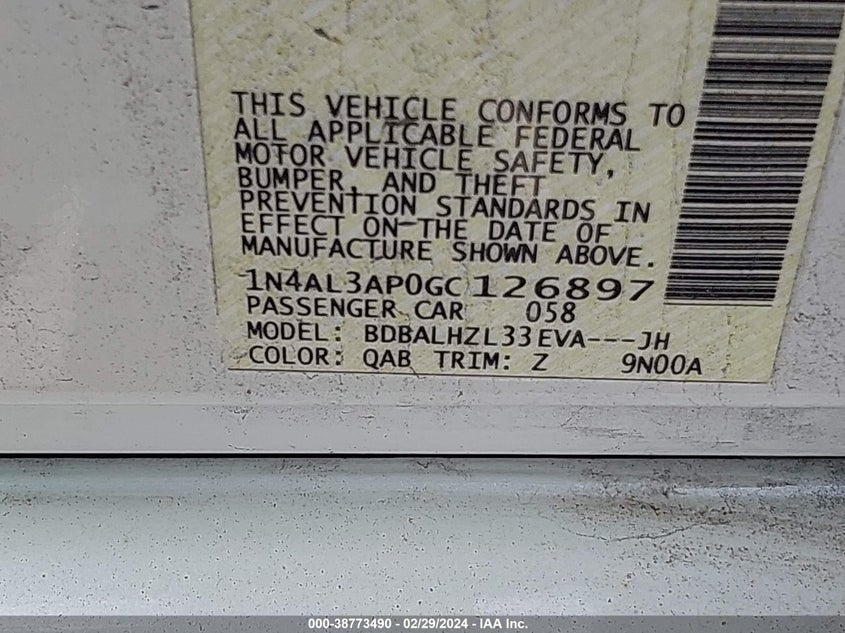 THIS VEHICLE CONFORMS TO
ALL APPLICABLE FEDERAL
MOTOR VEHICLE SAFETY,
BUMPER, AND THEFT
PREVENTION STANDARDS IN
EFFECT ON THE DATE OF
MANUFACTURE SHOWN ABOVE.
1N4AL3AP0GC126897
PASSENGER CAR 058
MODEL: BDBALHZL33EVA---JH
COLOR: QAB TRIM: Z 9N00A
000-38773490 - 02/29/2024 - IAA Inc.